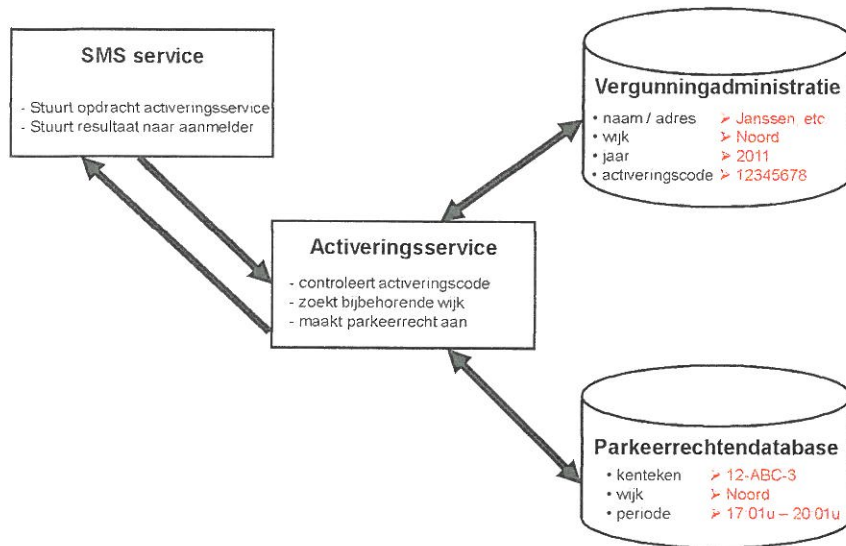 SMS service
- Stuurt opdracht activeringsservice
- Stuurt resultaat naar aanmelder
Vergunningadministratie
• naam / adres ➢ Janssen etc
• wijk ➢ Noord
• jaar ➢ 2011
• activeringscode ➢ 12345678
Activeringsservice
- controleert activeringscode
- zoekt bijbehorende wijk
- maakt parkeerrecht aan
Parkeerrechtendatabase
• kenteken ➢ 12-ABC-3
• wijk ➢ Noord
• periode ➢ 17:01u – 20:01u